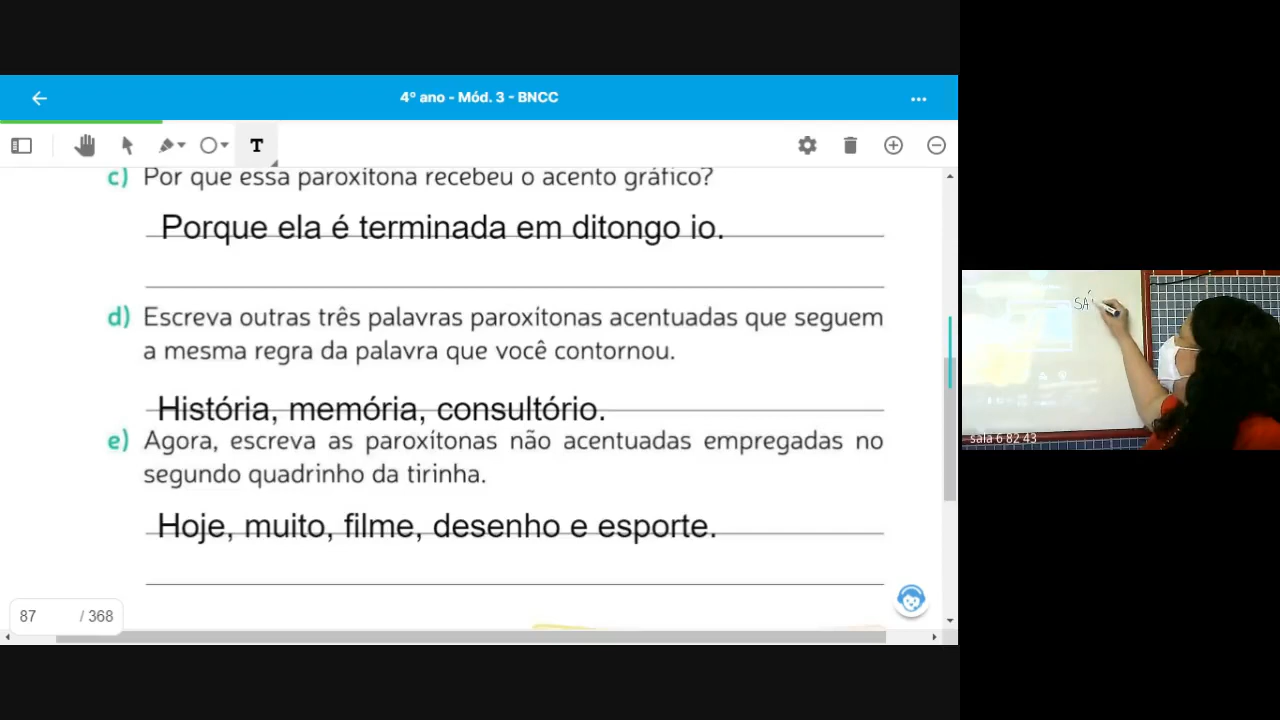 4º ano - Mód. 3 - BNCC
T
c) Por que essa paroxítona recebeu o acento gráfico?
Porque ela é terminada em ditongo io.
d) Escreva outras três palavras paroxítonas acentuadas que seguem
a mesma regra da palavra que você contornou.
História, memória, consultório.
e) Agora, escreva as paroxítonas não acentuadas empregadas no
segundo quadrinho da tirinha.
Hoje, muito, filme, desenho e esporte.
87 / 368
SÁ
sala 6 82 43